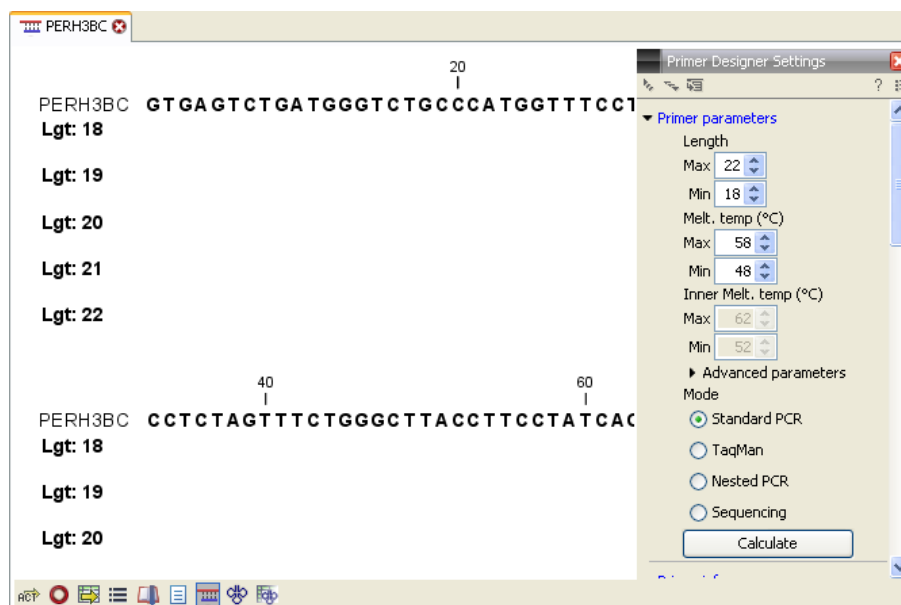 PERH3BC
20
PERH3BC GTGAGTCTGATGGGTCTGCCCATGGTTTCCT
Lgt: 18
Lgt: 19
Lgt: 20
Lgt: 21
Lgt: 22
40 60
PERH3BC CCTCTAGTTTCTGGGCTTACCTTCCTATCAC
Lgt: 18
Lgt: 19
Lgt: 20
Primer Designer Settings
?
Primer parameters
Length
Max 22
Min 18
Melt. temp (°C)
Max 58
Min 48
Inner Melt. temp (°C)
Max 62
Min 52
Advanced parameters
Mode
Standard PCR
TaqMan
Nested PCR
Sequencing
Calculate
ACT